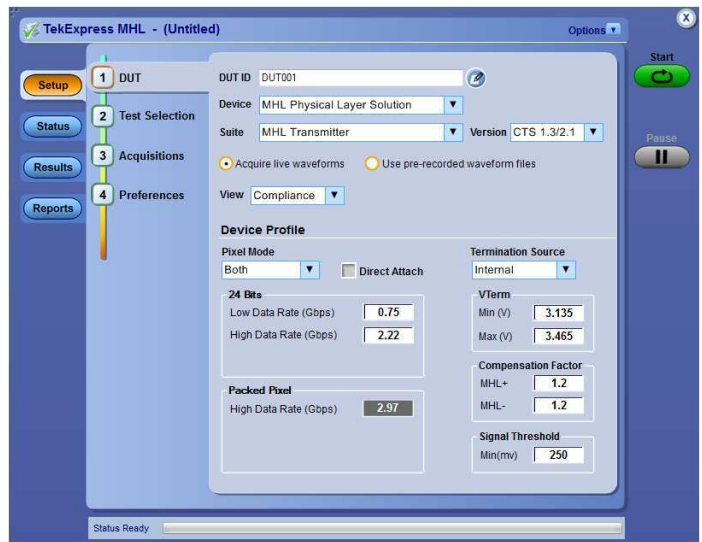 TekExpress MHL - (Untitled)
Options
x
Start
Pause
Setup
Status
Results
Reports
1 DUT
2 Test Selection
3 Acquisitions
4 Preferences
DUT ID DUT001
Device MHL Physical Layer Solution
Suite MHL Transmitter Version CTS 1.3/2.1
Acquire live waveforms Use pre-recorded waveform files
View Compliance
Device Profile
Pixel Mode
Both Direct Attach
24 Bits
Low Data Rate (Gbps) 0.75
High Data Rate (Gbps) 2.22
Packed Pixel
High Data Rate (Gbps) 2.97
Termination Source
Internal
VTerm
Min (V) 3.135
Max (V) 3.465
Compensation Factor
MHL+ 1.2
MHL- 1.2
Signal Threshold
Min(mv) 250
Status Ready